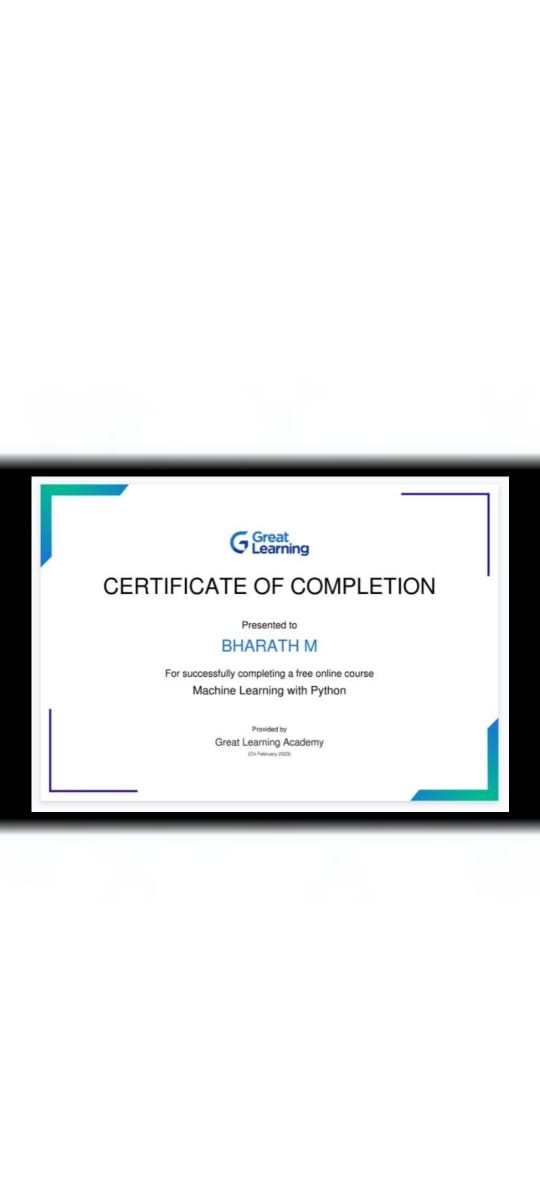 Great
Learning
CERTIFICATE OF COMPLETION
Presented to
BHARATH M
For successfully completing a free online course
Machine Learning with Python
Provided by
Great Learning Academy
(On February